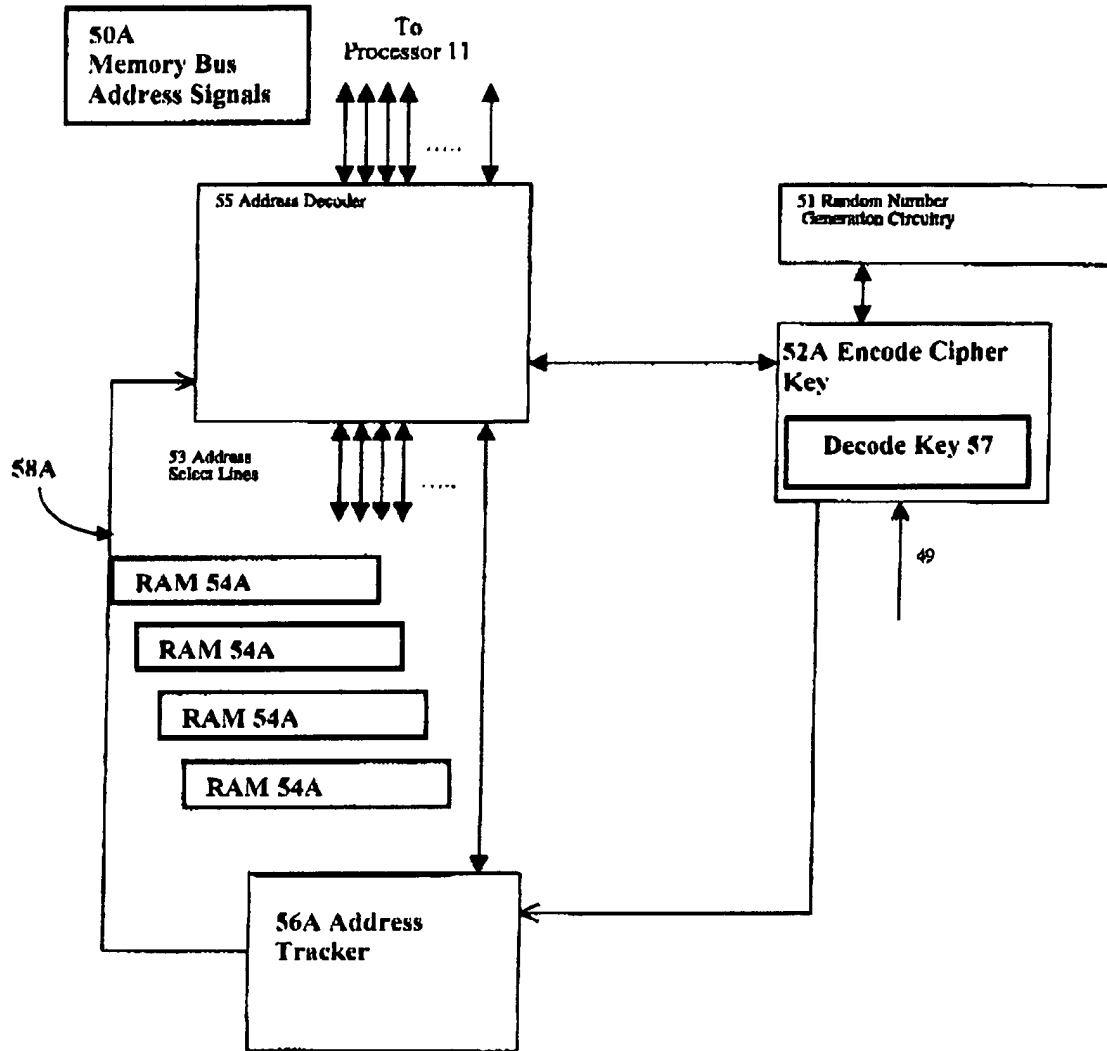 50A
Memory Bus
Address Signals
To
Processor 11
.....
55 Address Decoder
51 Random Number
Generation Circuitry
52A Encode Cipher
Key
Decode Key 57
53 Address
Select Lines
.....
58A
49
RAM 54A
RAM 54A
RAM 54A
RAM 54A
56A Address
Tracker